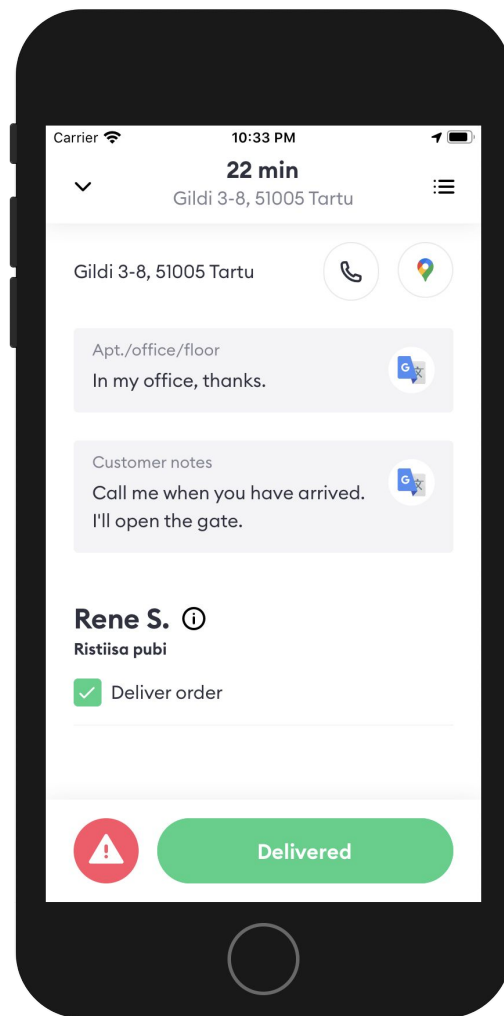 Carrier 10:33 PM
22 min
Gildi 3-8, 51005 Tartu
Gildi 3-8, 51005 Tartu
Apt./office/floor
In my office, thanks.
G 文
Customer notes
Call me when you have arrived.
I'll open the gate.
G 文
Rene S.
Ristiisa pubi
Deliver order
Delivered